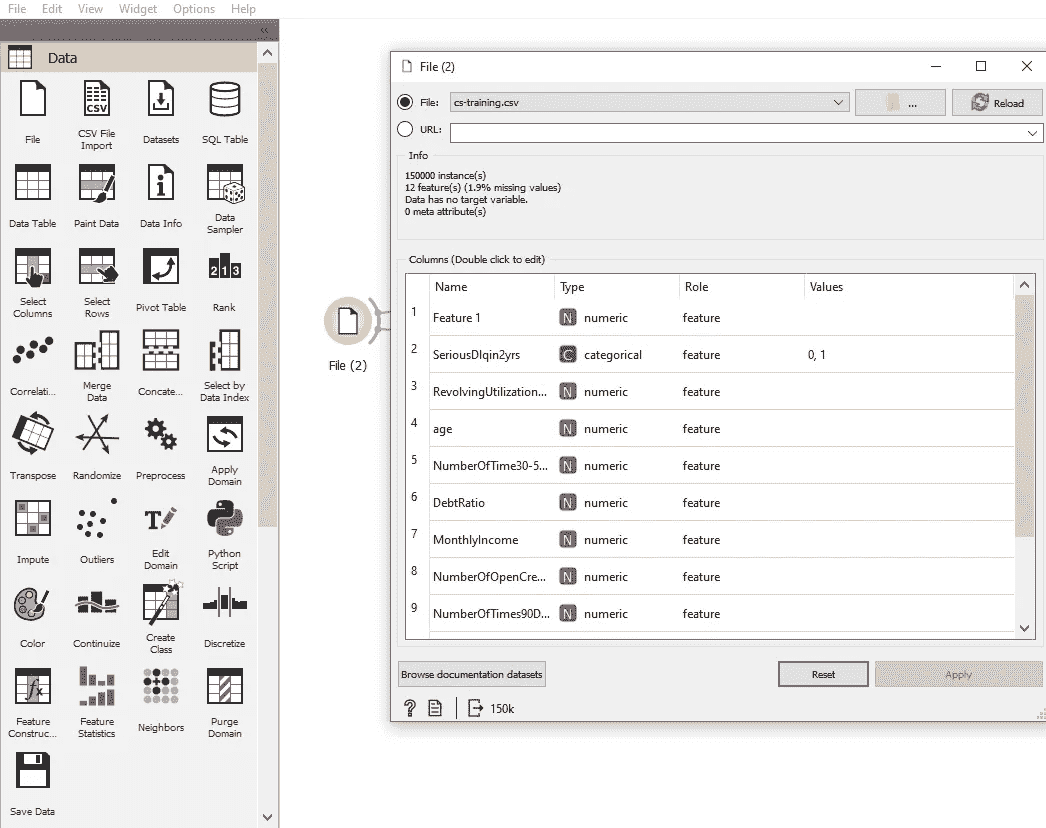 File Edit View Widget Options Help
«
Data
File
CSV File Import
Datasets
SQL Table
Data Table
Paint Data
Data Info
Data Sampler
Select Columns
Select Rows
Pivot Table
Rank
Correlati...
Merge Data
Concate...
Select by Data Index
Transpose
Randomize
Preprocess
Apply Domain
Impute
Outliers
Edit Domain
Python Script
Color
Continuize
Create Class
Discretize
Feature Construc...
Feature Statistics
Neighbors
Purge Domain
Save Data
File (2)
File (2)
File: cs-training.csv ... Reload
URL:
Info
150000 instance(s)
12 feature(s) (1.9% missing values)
Data has no target variable.
0 meta attribute(s)
Columns (Double click to edit)
Name Type Role Values
1 Feature 1 N numeric feature
2 SeriousDlqin2yrs C categorical feature 0, 1
3 RevolvingUtilization... N numeric feature
4 age N numeric feature
5 NumberOfTime30-5... N numeric feature
6 DebtRatio N numeric feature
7 MonthlyIncome N numeric feature
8 NumberOfOpenCre... N numeric feature
9 NumberOfTimes90D... N numeric feature
Browse documentation datasets Reset Apply
? 150k